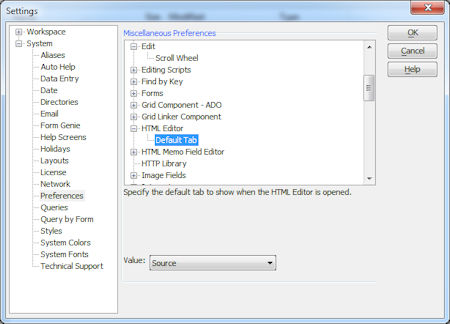 Settings
Workspace
System
Aliases
Auto Help
Data Entry
Date
Directories
Email
Form Genie
Help Screens
Holidays
Layouts
License
Network
Preferences
Queries
Query by Form
Styles
System Colors
System Fonts
Technical Support
Miscellaneous Preferences
Edit
Scroll Wheel
Editing Scripts
Find by Key
Forms
Grid Component - ADO
Grid Linker Component
HTML Editor
Default Tab
HTML Memo Field Editor
HTTP Library
Image Fields
Specify the default tab to show when the HTML Editor is opened.
Value: Source
OK
Cancel
Help